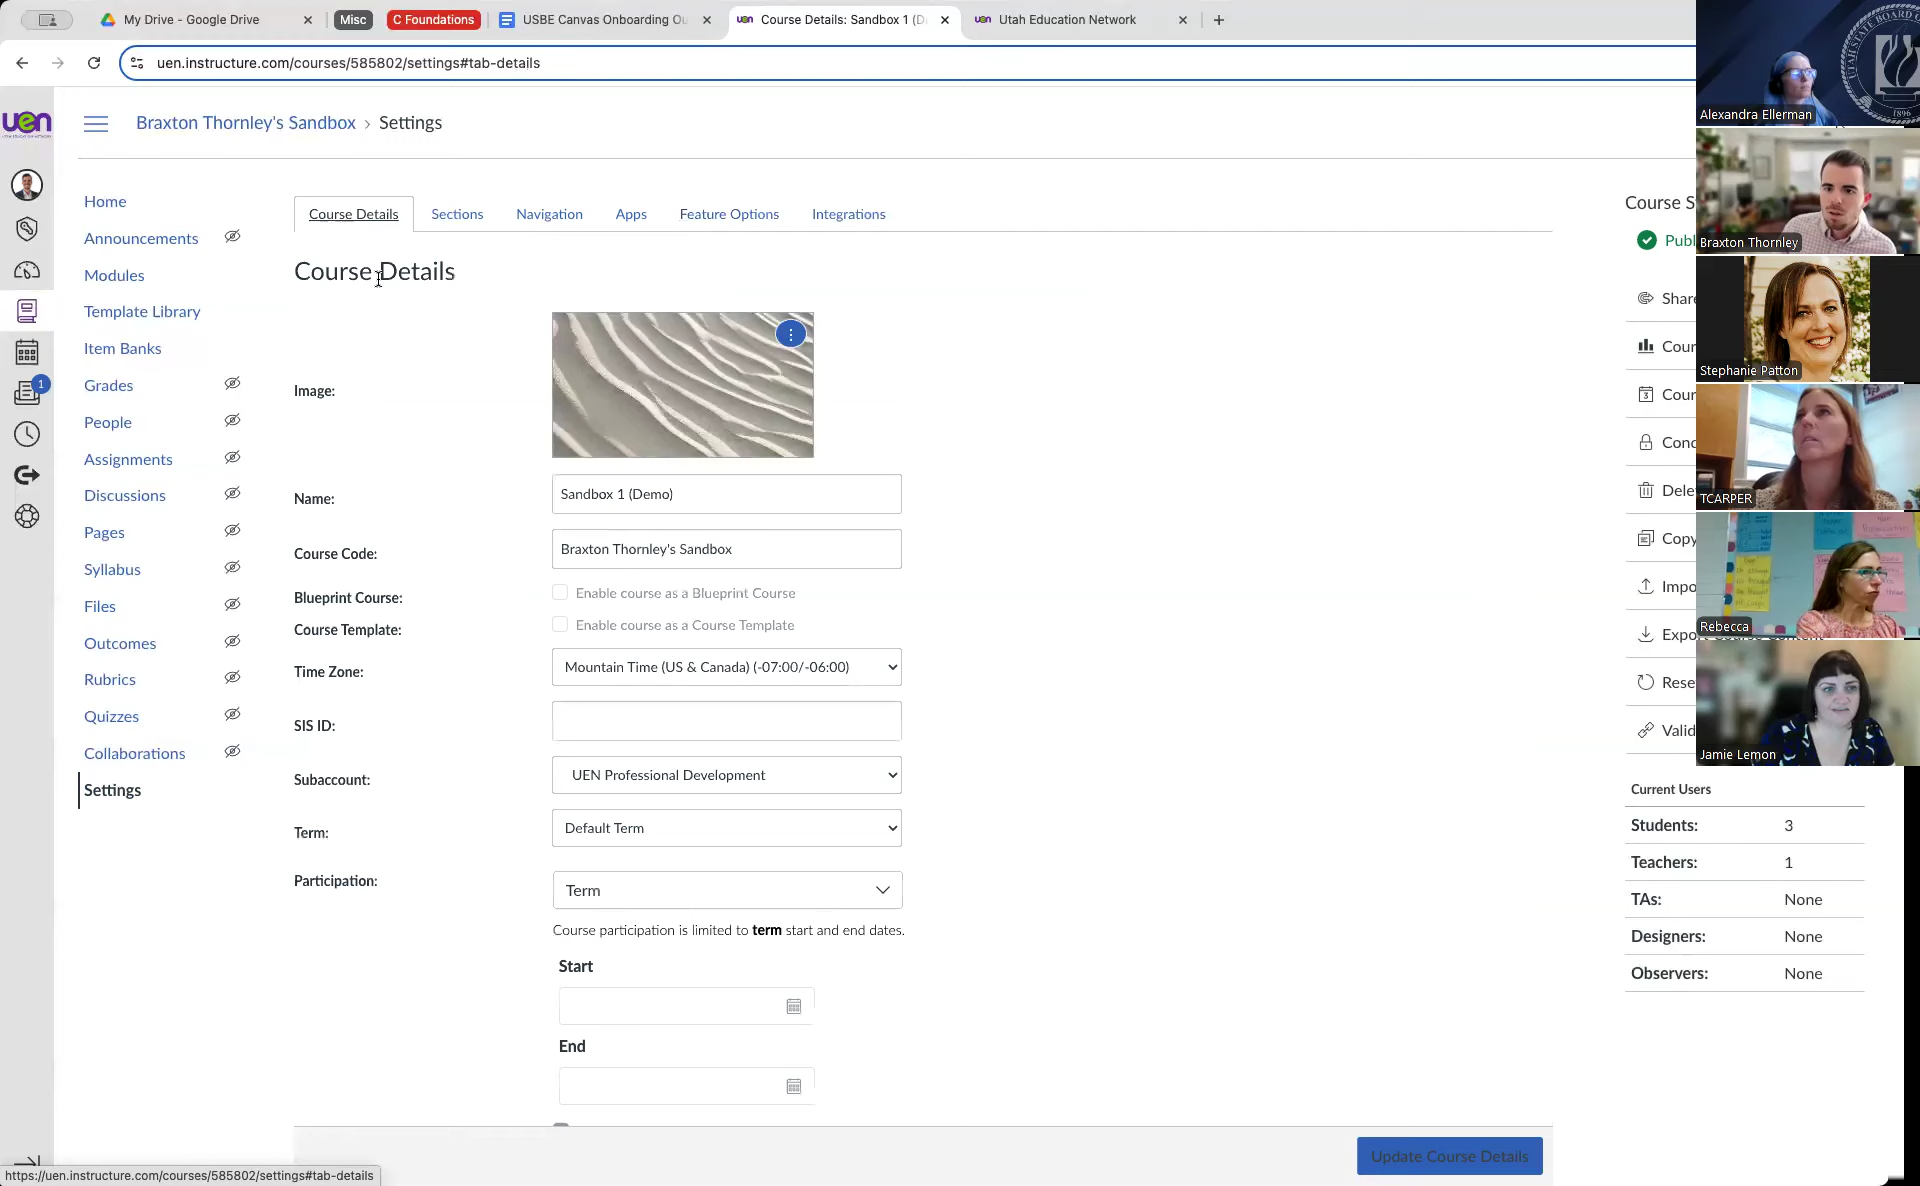 My Drive - Google Drive
Misc
C Foundations
USBE Canvas Onboarding Ou
Course Details: Sandbox 1 (D
Utah Education Network
uen.instructure.com/courses/585802/settings#tab-details
uen
Braxton Thornley's Sandbox › Settings
Home
Announcements
Modules
Template Library
Item Banks
Grades
People
Assignments
Discussions
Pages
Syllabus
Files
Outcomes
Rubrics
Quizzes
Collaborations
Settings
1
Course Details
Sections
Navigation
Apps
Feature Options
Integrations
Course Details
Image:
Name:
Sandbox 1 (Demo)
Course Code:
Braxton Thornley's Sandbox
Blueprint Course:
Enable course as a Blueprint Course
Course Template:
Enable course as a Course Template
Time Zone:
Mountain Time (US & Canada) (-07:00/-06:00)
SIS ID:
Subaccount:
UEN Professional Development
Term:
Default Term
Participation:
Term
Course participation is limited to term start and end dates.
Start
End
Update Course Details
Course S
Publ
Share
Cour
3
Cour
Conc
Dele
Copy
Impo
Expo
Rese
Valid
Current Users
Students: 3
Teachers: 1
TAs: None
Designers: None
Observers: None
UTAH STATE BOARD O
1896
Alexandra Ellerman
Braxton Thornley
Stephanie Patton
TCARPER
Rebecca
Jamie Lemon
https://uen.instructure.com/courses/585802/settings#tab-details